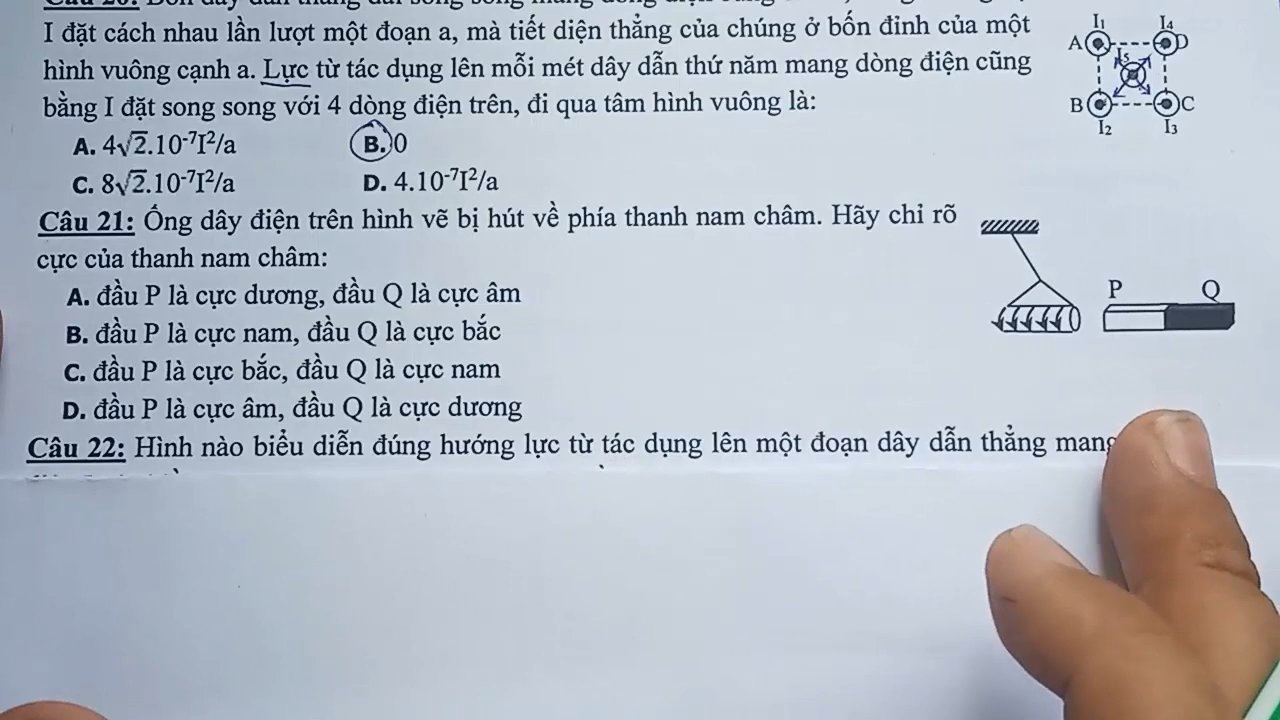 I đặt cách nhau lần lượt một đoạn a, mà tiết diện thẳng của chúng ở bốn đỉnh của một
hình vuông cạnh a. Lực từ tác dụng lên mỗi mét dây dẫn thứ năm mang dòng điện cũng
bằng I đặt song song với 4 dòng điện trên, đi qua tâm hình vuông là:
A. 4√2.10⁻⁷I²/a B. 0
C. 8√2.10⁻⁷I²/a D. 4.10⁻⁷I²/a
I₁ I₄
A D
I₅
B C
I₂ I₃
Câu 21: Ống dây điện trên hình vẽ bị hút về phía thanh nam châm. Hãy chỉ rõ
cực của thanh nam châm:
A. đầu P là cực dương, đầu Q là cực âm
B. đầu P là cực nam, đầu Q là cực bắc
C. đầu P là cực bắc, đầu Q là cực nam
D. đầu P là cực âm, đầu Q là cực dương
P Q
Câu 22: Hình nào biểu diễn đúng hướng lực từ tác dụng lên một đoạn dây dẫn thẳng mang